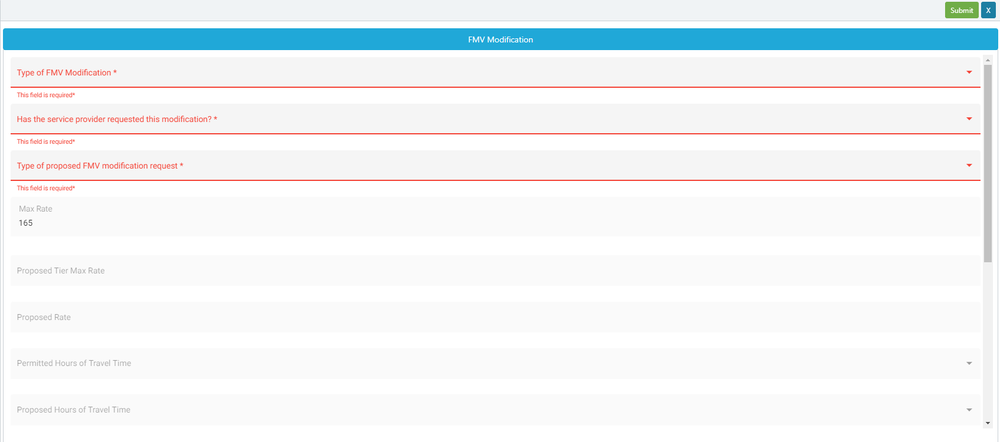 Submit X
FMV Modification
Type of FMV Modification *
This field is required*
Has the service provider requested this modification? *
This field is required*
Type of proposed FMV modification request *
This field is required*
Max Rate
165
Proposed Tier Max Rate
Proposed Rate
Permitted Hours of Travel Time
Proposed Hours of Travel Time